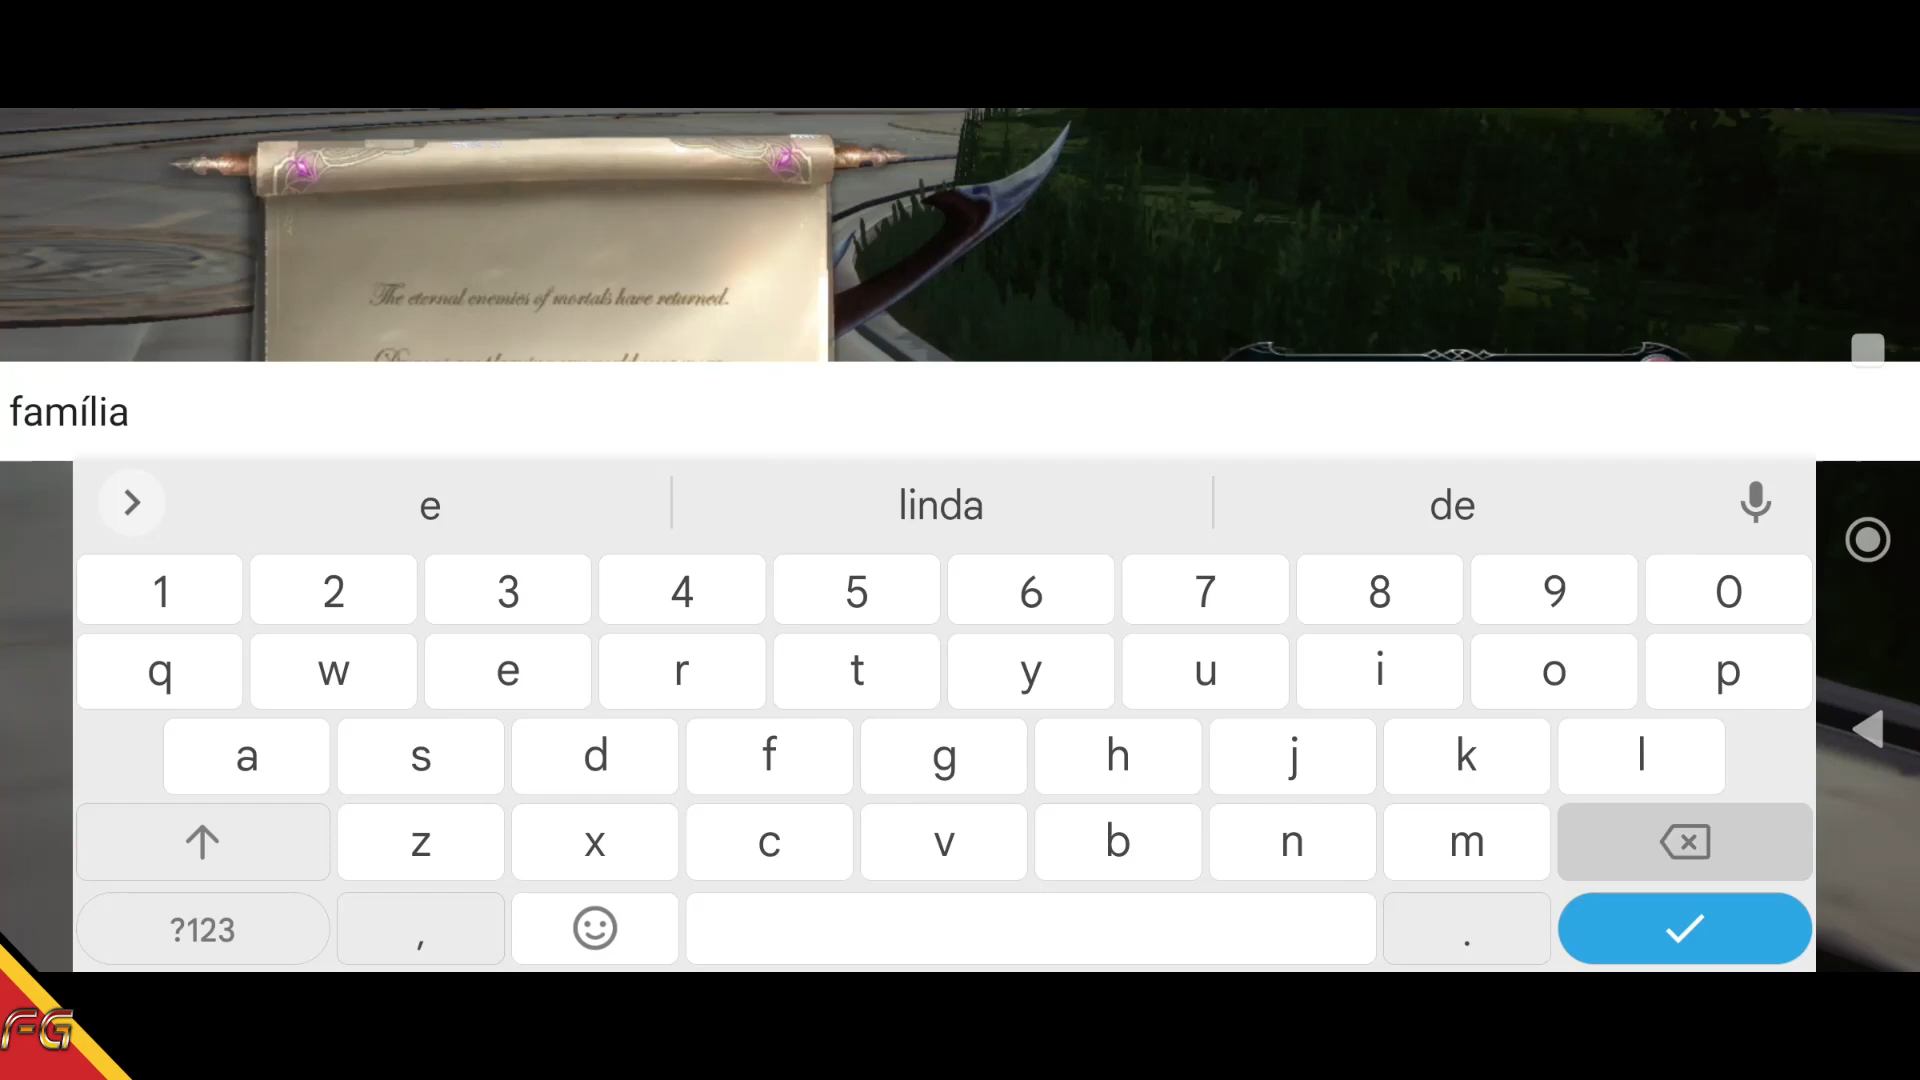 The eternal enemies of mortals have returned.
família
e linda de
1 2 3 4 5 6 7 8 9 0
q w e r t y u i o p
a s d f g h j k l
z x c v b n m
?123 , .
FG